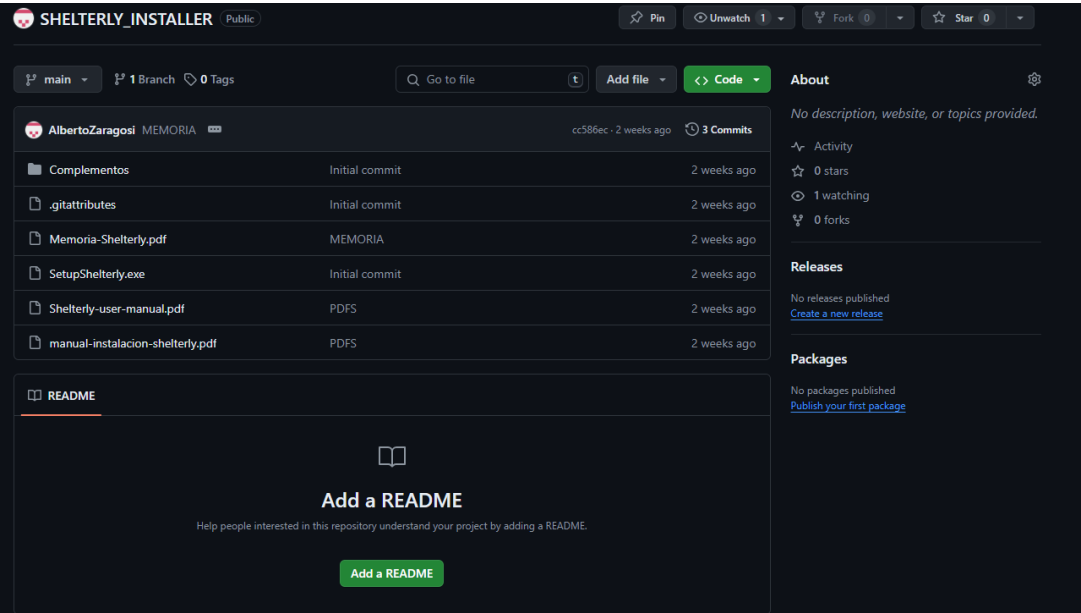 SHELTERLY_INSTALLER Public
Pin
Unwatch 1
Fork 0
Star 0
main
1 Branch
0 Tags
Go to file t
Add file
Code
AlbertoZaragosi MEMORIA cc586ec · 2 weeks ago 3 Commits
Complementos Initial commit 2 weeks ago
.gitattributes Initial commit 2 weeks ago
Memoria-Shelterly.pdf MEMORIA 2 weeks ago
SetupShelterly.exe Initial commit 2 weeks ago
Shelterly-user-manual.pdf PDFS 2 weeks ago
manual-instalacion-shelterly.pdf PDFS 2 weeks ago
README
Add a README
Help people interested in this repository understand your project by adding a README.
Add a README
About
No description, website, or topics provided.
Activity
0 stars
1 watching
0 forks
Releases
No releases published
Create a new release
Packages
No packages published
Publish your first package